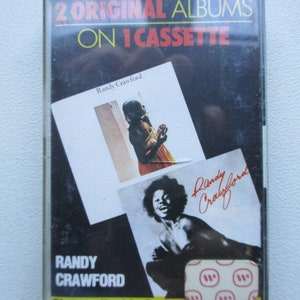 2 ORIGINAL ALBUMS
ON 1 CASSETTE
Randy Crawford
Randy
Crawford
RANDY
CRAWFORD